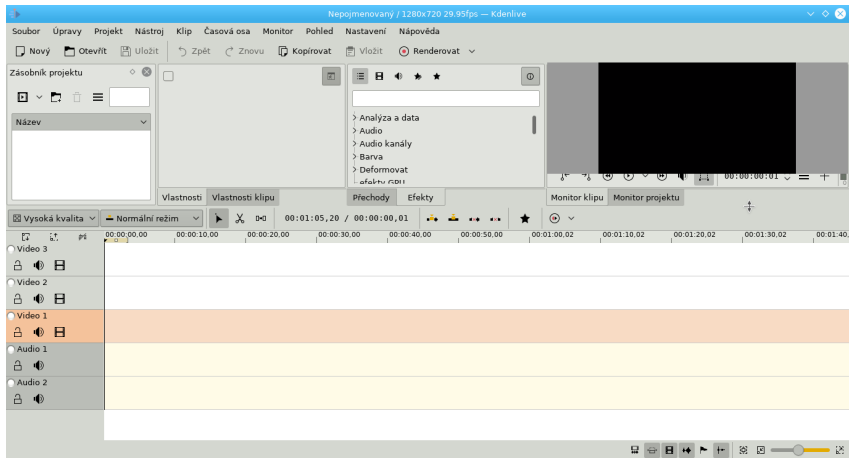 Nepojmenovaný / 1280x720 29.95fps — Kdenlive
Soubor Úpravy Projekt Nástroj Klip Časová osa Monitor Pohled Nastavení Nápověda
Nový Otevřít Uložit Zpět Znovu Kopírovat Vložit Renderovat
Zásobník projektu
Název
Analýza a data
Audio
Audio kanály
Barva
Deformovat
efekty GPU
00:00:00:01
Vlastnosti Vlastnosti klipu Přechody Efekty Monitor klipu Monitor projektu
Vysoká kvalita Normální režim 00:01:05,20 / 00:00:00,01
00:00:00,00 00:00:10,00 00:00:20,00 00:00:30,00 00:00:40,00 00:00:50,00 00:01:00,02 00:01:10,02 00:01:20,02 00:01:30,02 00:01:40,
Video 3
Video 2
Video 1
Audio 1
Audio 2